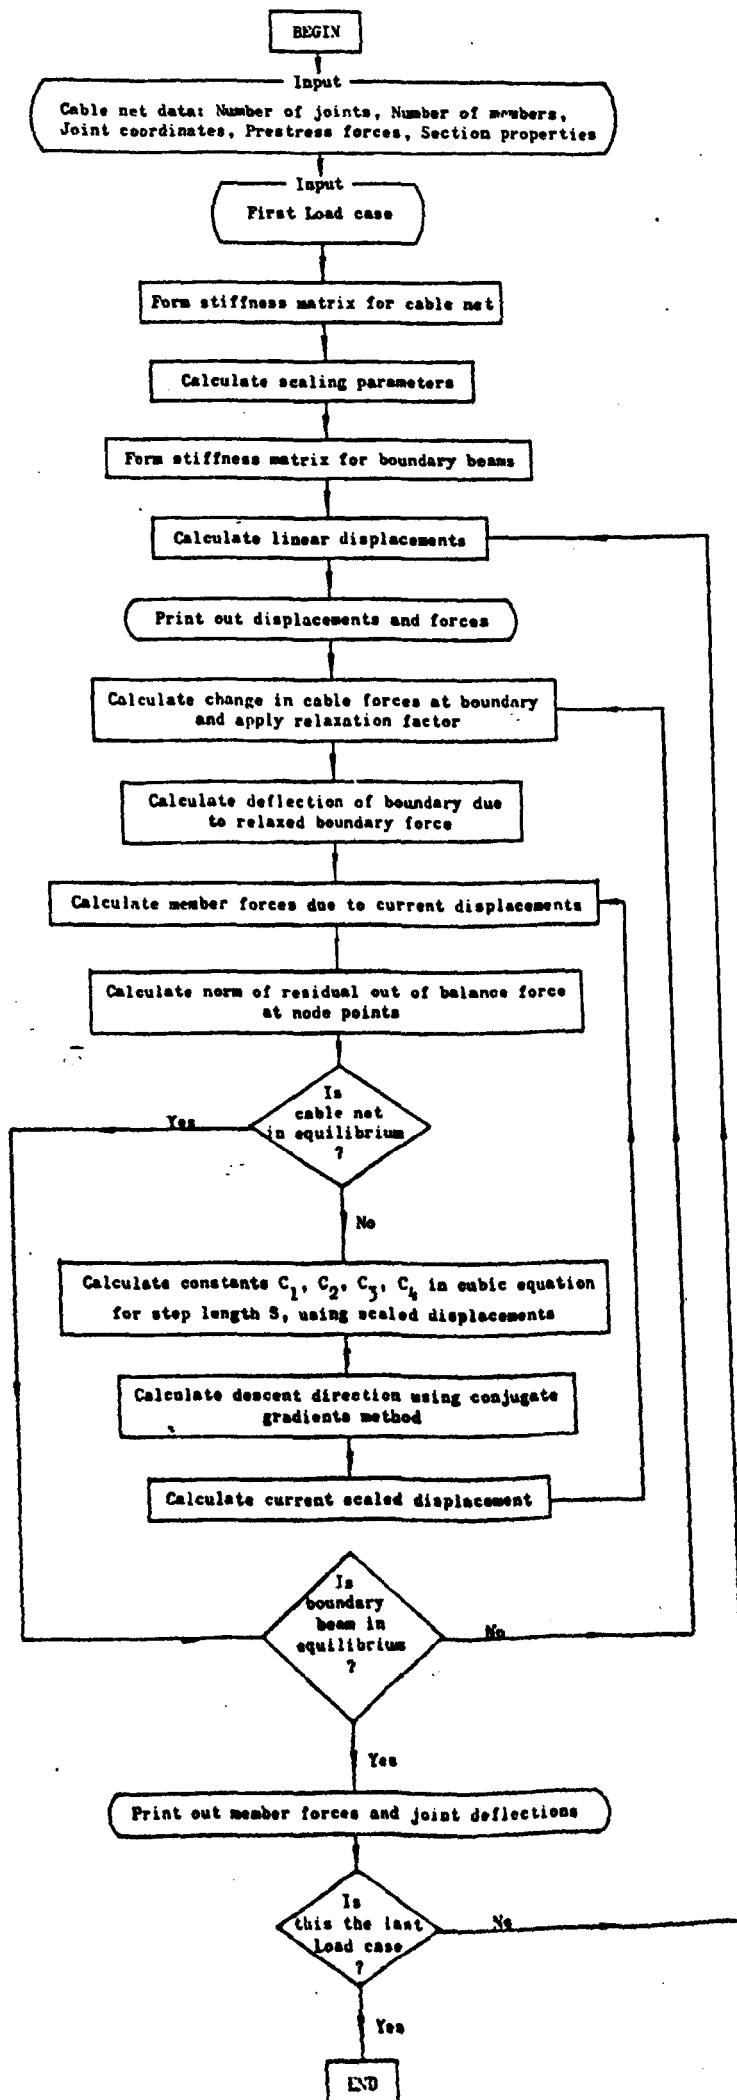 BEGIN
Input
Cable net data: Number of joints, Number of members,
Joint coordinates, Prestress forces, Section properties
Input
First Load case
Form stiffness matrix for cable net
Calculate scaling parameters
Form stiffness matrix for boundary beams
Calculate linear displacements
Print out displacements and forces
Calculate change in cable forces at boundary
and apply relaxation factor
Calculate deflection of boundary due
to relaxed boundary force
Calculate member forces due to current displacements
Calculate norm of residual out of balance force
at node points
Is
cable net
in equilibrium
?
Yes
No
Calculate constants C₁, C₂, C₃, C₄ in cubic equation
for step length S, using scaled displacements
Calculate descent direction using conjugate
gradients method
Calculate current scaled displacement
Is
boundary
beam in
equilibrium
?
No
Yes
Print out member forces and joint deflections
Is
this the last
Load case
?
No
Yes
END